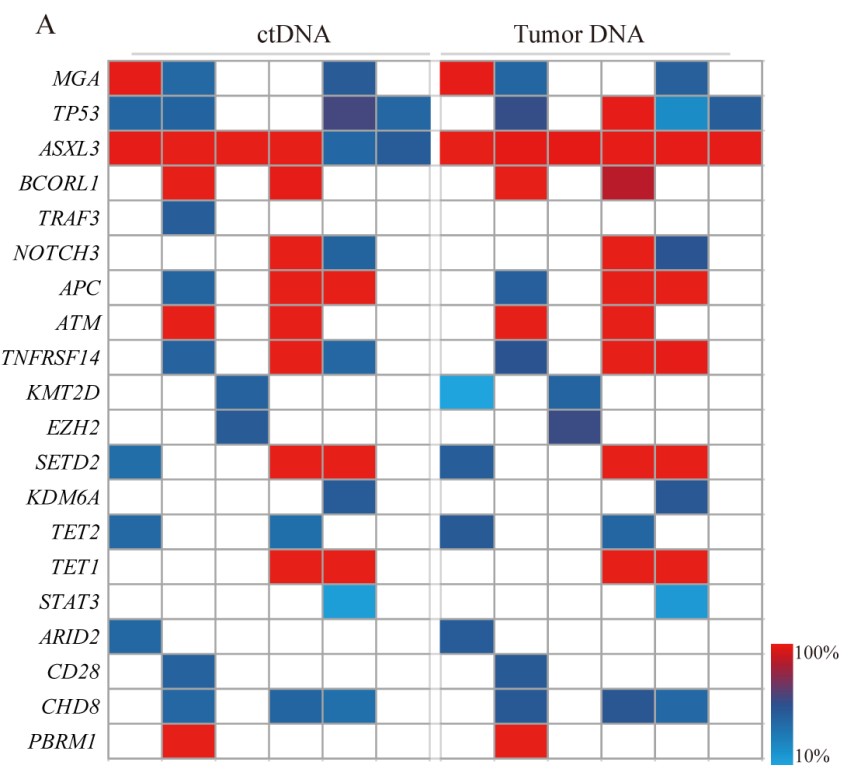 A
ctDNA
Tumor DNA
MGA
TP53
ASXL3
BCORL1
TRAF3
NOTCH3
APC
ATM
TNFRSF14
KMT2D
EZH2
SETD2
KDM6A
TET2
TET1
STAT3
ARID2
CD28
CHD8
PBRM1
100%
10%